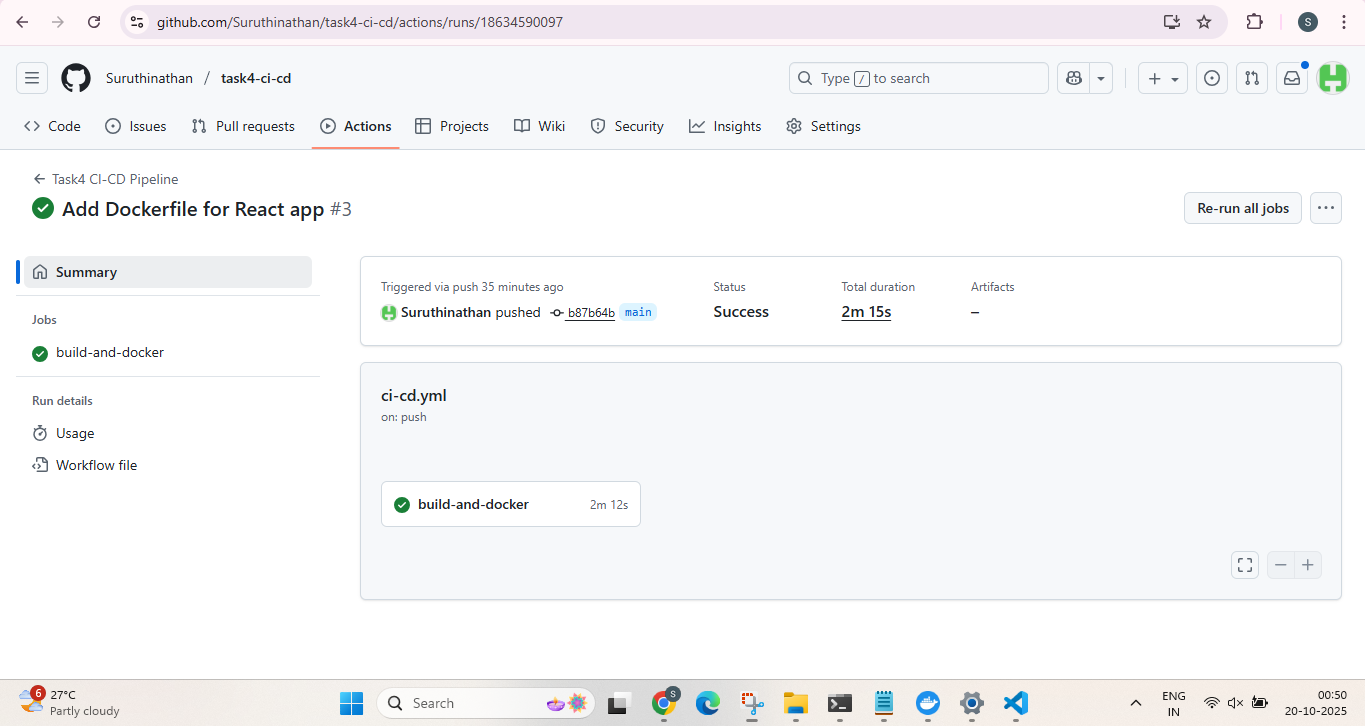 github.com/Suruthinathan/task4-ci-cd/actions/runs/18634590097
S
Suruthinathan / task4-ci-cd
Type / to search
Code
Issues
Pull requests
Actions
Projects
Wiki
Security
Insights
Settings
Task4 CI-CD Pipeline
Add Dockerfile for React app #3
Re-run all jobs
Summary
Jobs
build-and-docker
Run details
Usage
Workflow file
Triggered via push 35 minutes ago
Suruthinathan pushed b87b64b main
Status
Success
Total duration
2m 15s
Artifacts
–
ci-cd.yml
on: push
build-and-docker 2m 12s
6
27°C
Partly cloudy
Search
S
ENG
IN
00:50
20-10-2025